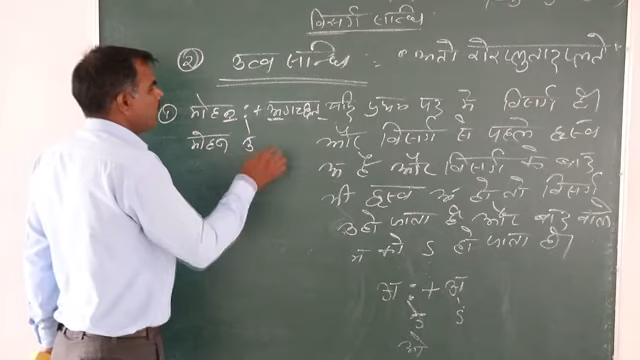 विसर्ग सन्धि
② उत्व सन्धि :- " अतो रोरप्लुतादप्लुते
① मोहन : + अगच्छत् यदि प्रथम पद मे विसर्ग हो
मोहन उ और विसर्ग से पहले ह्रस्व
अ है और विसर्ग के बाद
भी ह्रस्व अ हो तो विसर्ग
उ हो जाता है और बाद वाले
अ को ऽ हो जाता है।
अ : + अ
उ ऽ
ओ